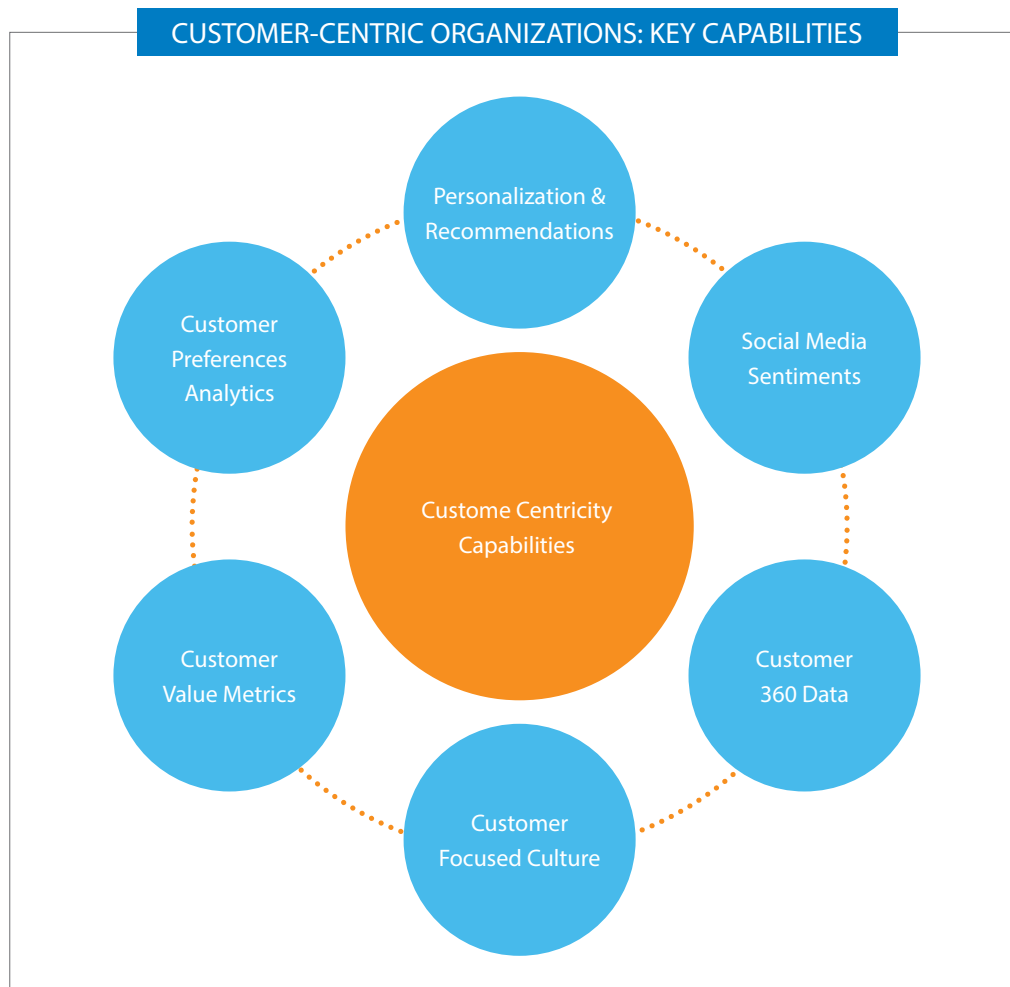 CUSTOMER-CENTRIC ORGANIZATIONS: KEY CAPABILITIES
Personalization &
Recommendations
Social Media
Sentiments
Customer
360 Data
Customer
Focused Culture
Customer
Value Metrics
Customer
Preferences
Analytics
Custome Centricity
Capabilities